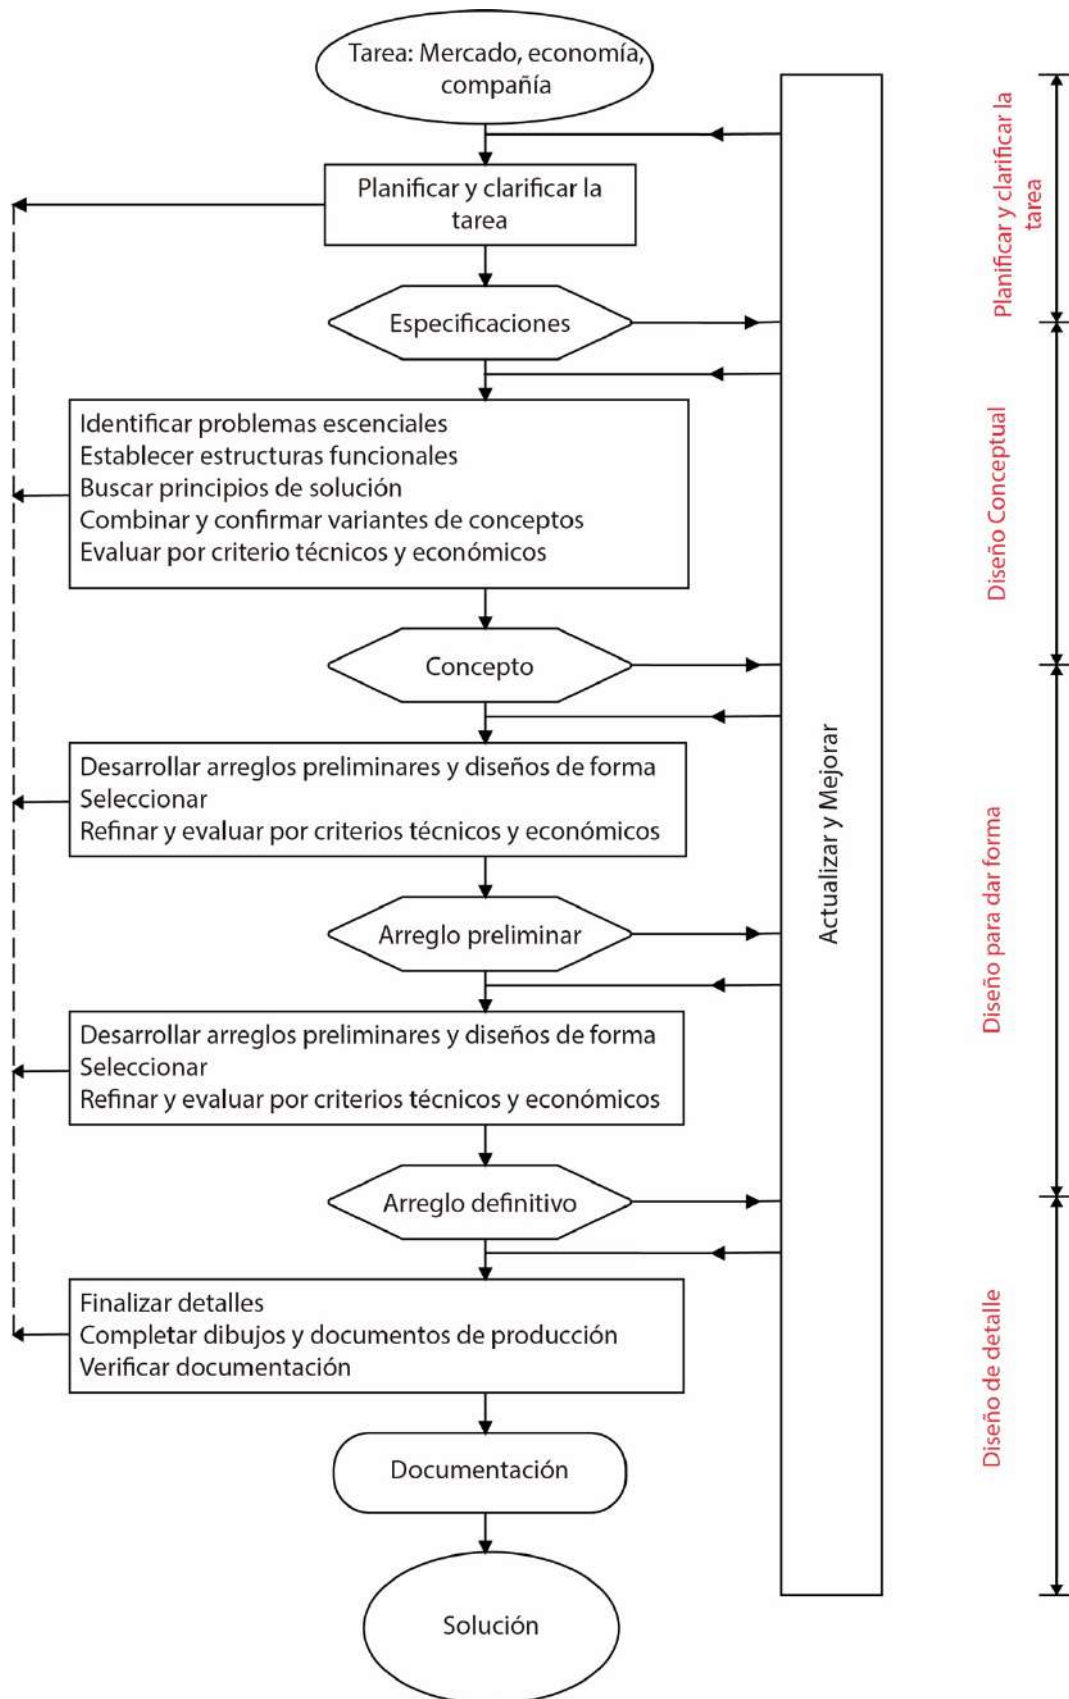 Tarea: Mercado, economía,
compañía
Planificar y clarificar la
tarea
Especificaciones
Identificar problemas escenciales
Establecer estructuras funcionales
Buscar principios de solución
Combinar y confirmar variantes de conceptos
Evaluar por criterio técnicos y económicos
Concepto
Desarrollar arreglos preliminares y diseños de forma
Seleccionar
Refinar y evaluar por criterios técnicos y económicos
Arreglo preliminar
Desarrollar arreglos preliminares y diseños de forma
Seleccionar
Refinar y evaluar por criterios técnicos y económicos
Arreglo definitivo
Finalizar detalles
Completar dibujos y documentos de producción
Verificar documentación
Documentación
Solución
Actualizar y Mejorar
Planificar y clarificar la
tarea
Diseño Conceptual
Diseño para dar forma
Diseño de detalle